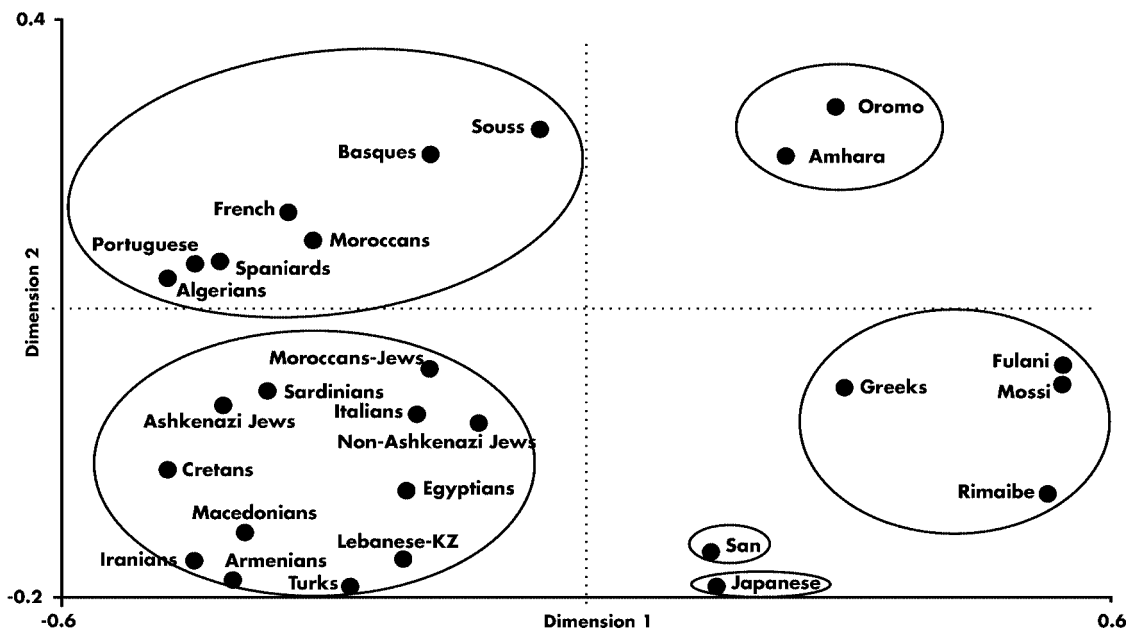 0.4
Oromo
Souss
Basques
Amhara
French
Moroccans
Portuguese
Spaniards
Algerians
Dimension 2
Moroccans-Jews
Fulani
Sardinians
Greeks
Mossi
Italians
Ashkenazi Jews
Non-Ashkenazi Jews
Cretans
Egyptians
Rimaibe
Macedonians
Lebanese-KZ
San
Iranians
Armenians
Turks
Japanese
-0.2
-0.6
Dimension 1
0.6